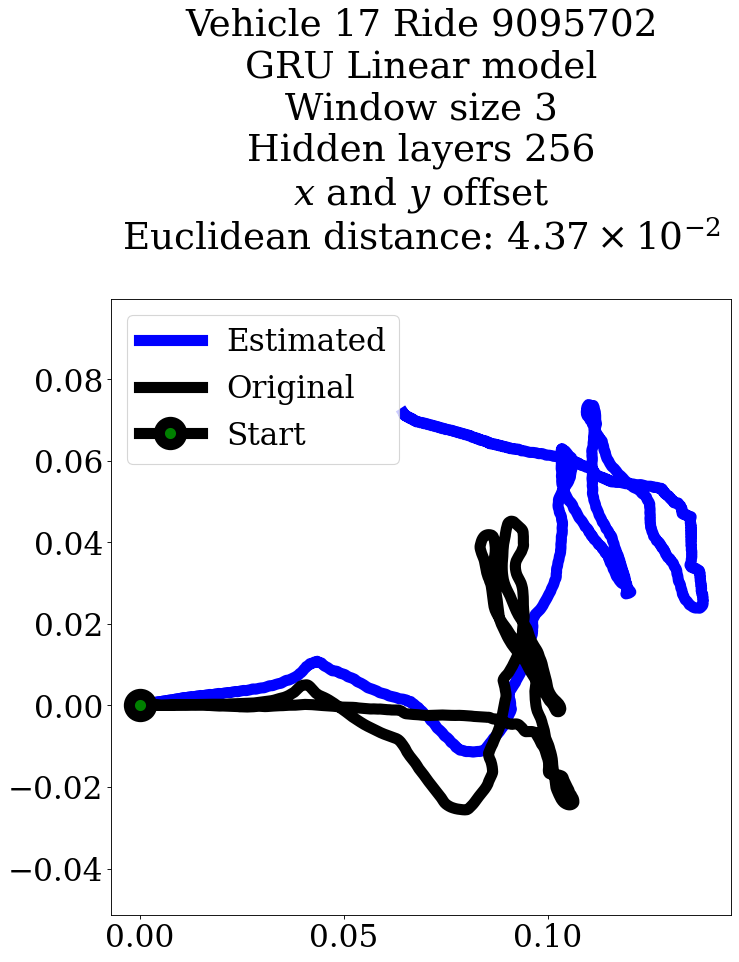 Vehicle 17 Ride 9095702
GRU Linear model
Window size 3
Hidden layers 256
x and y offset
Euclidean distance: 4.37 × 10⁻²
Estimated
Original
Start
0.08
0.06
0.04
0.02
0.00
−0.02
−0.04
0.00 0.05 0.10